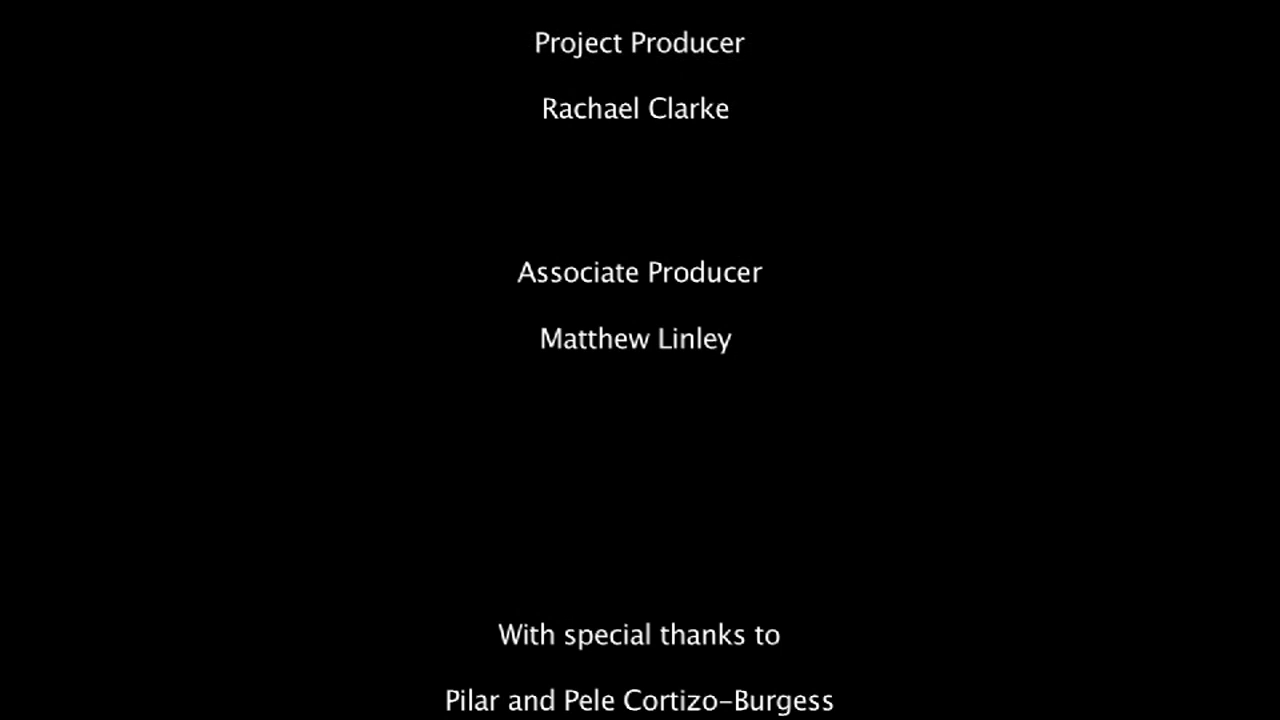 Project Producer
Rachael Clarke
Associate Producer
Matthew Linley
With special thanks to
Pilar and Pele Cortizo-Burgess